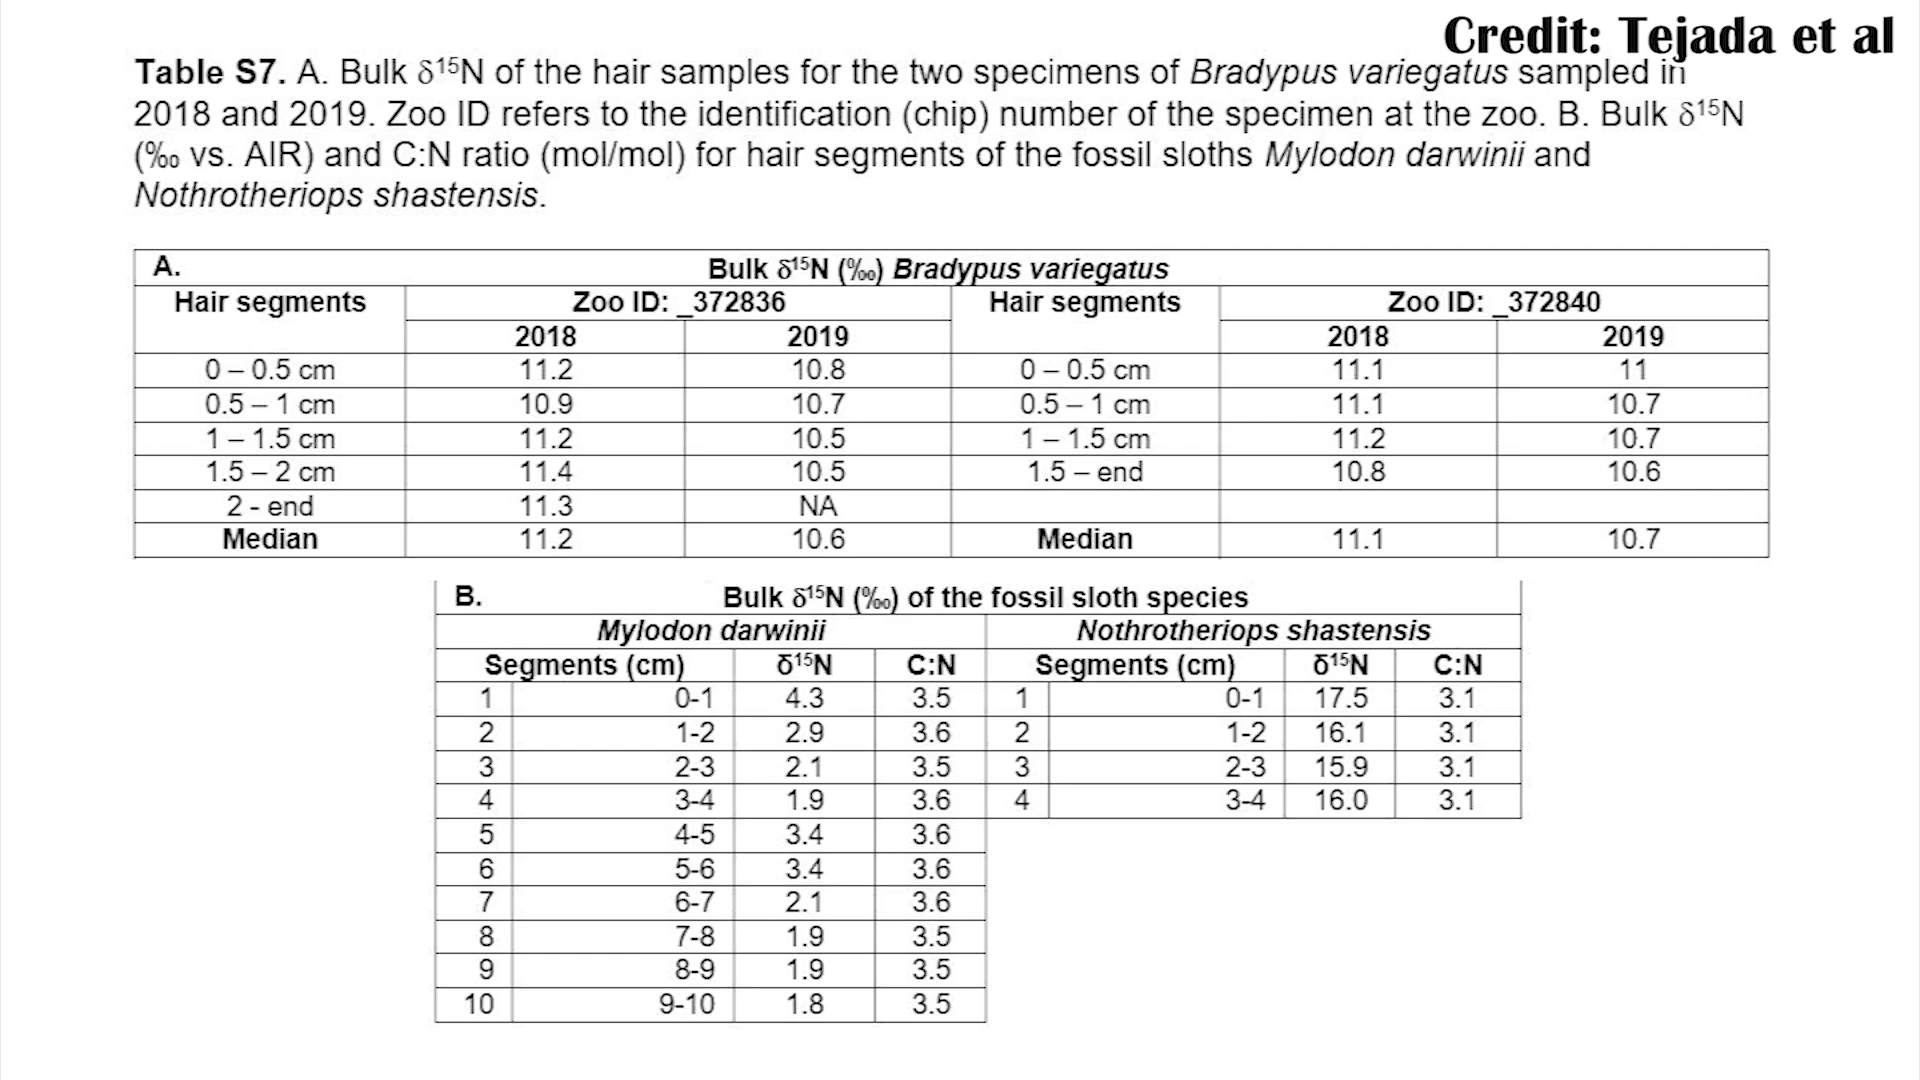 Credit: Tejada et al
Table S7. A. Bulk δ15N of the hair samples for the two specimens of Bradypus variegatus sampled in
2018 and 2019. Zoo ID refers to the identification (chip) number of the specimen at the zoo. B. Bulk δ15N
(‰ vs. AIR) and C:N ratio (mol/mol) for hair segments of the fossil sloths Mylodon darwinii and
Nothrotheriops shastensis.
A. Bulk δ15N (‰) Bradypus variegatus
Hair segments Zoo ID: _372836 Hair segments Zoo ID: _372840
2018 2019 2018 2019
0 – 0.5 cm 11.2 10.8 0 – 0.5 cm 11.1 11
0.5 – 1 cm 10.9 10.7 0.5 – 1 cm 11.1 10.7
1 – 1.5 cm 11.2 10.5 1 – 1.5 cm 11.2 10.7
1.5 – 2 cm 11.4 10.5 1.5 – end 10.8 10.6
2 - end 11.3 NA
Median 11.2 10.6 Median 11.1 10.7
B. Bulk δ15N (‰) of the fossil sloth species
Mylodon darwinii Nothrotheriops shastensis
Segments (cm) δ15N C:N Segments (cm) δ15N C:N
1 0-1 4.3 3.5 1 0-1 17.5 3.1
2 1-2 2.9 3.6 2 1-2 16.1 3.1
3 2-3 2.1 3.5 3 2-3 15.9 3.1
4 3-4 1.9 3.6 4 3-4 16.0 3.1
5 4-5 3.4 3.6
6 5-6 3.4 3.6
7 6-7 2.1 3.6
8 7-8 1.9 3.5
9 8-9 1.9 3.5
10 9-10 1.8 3.5